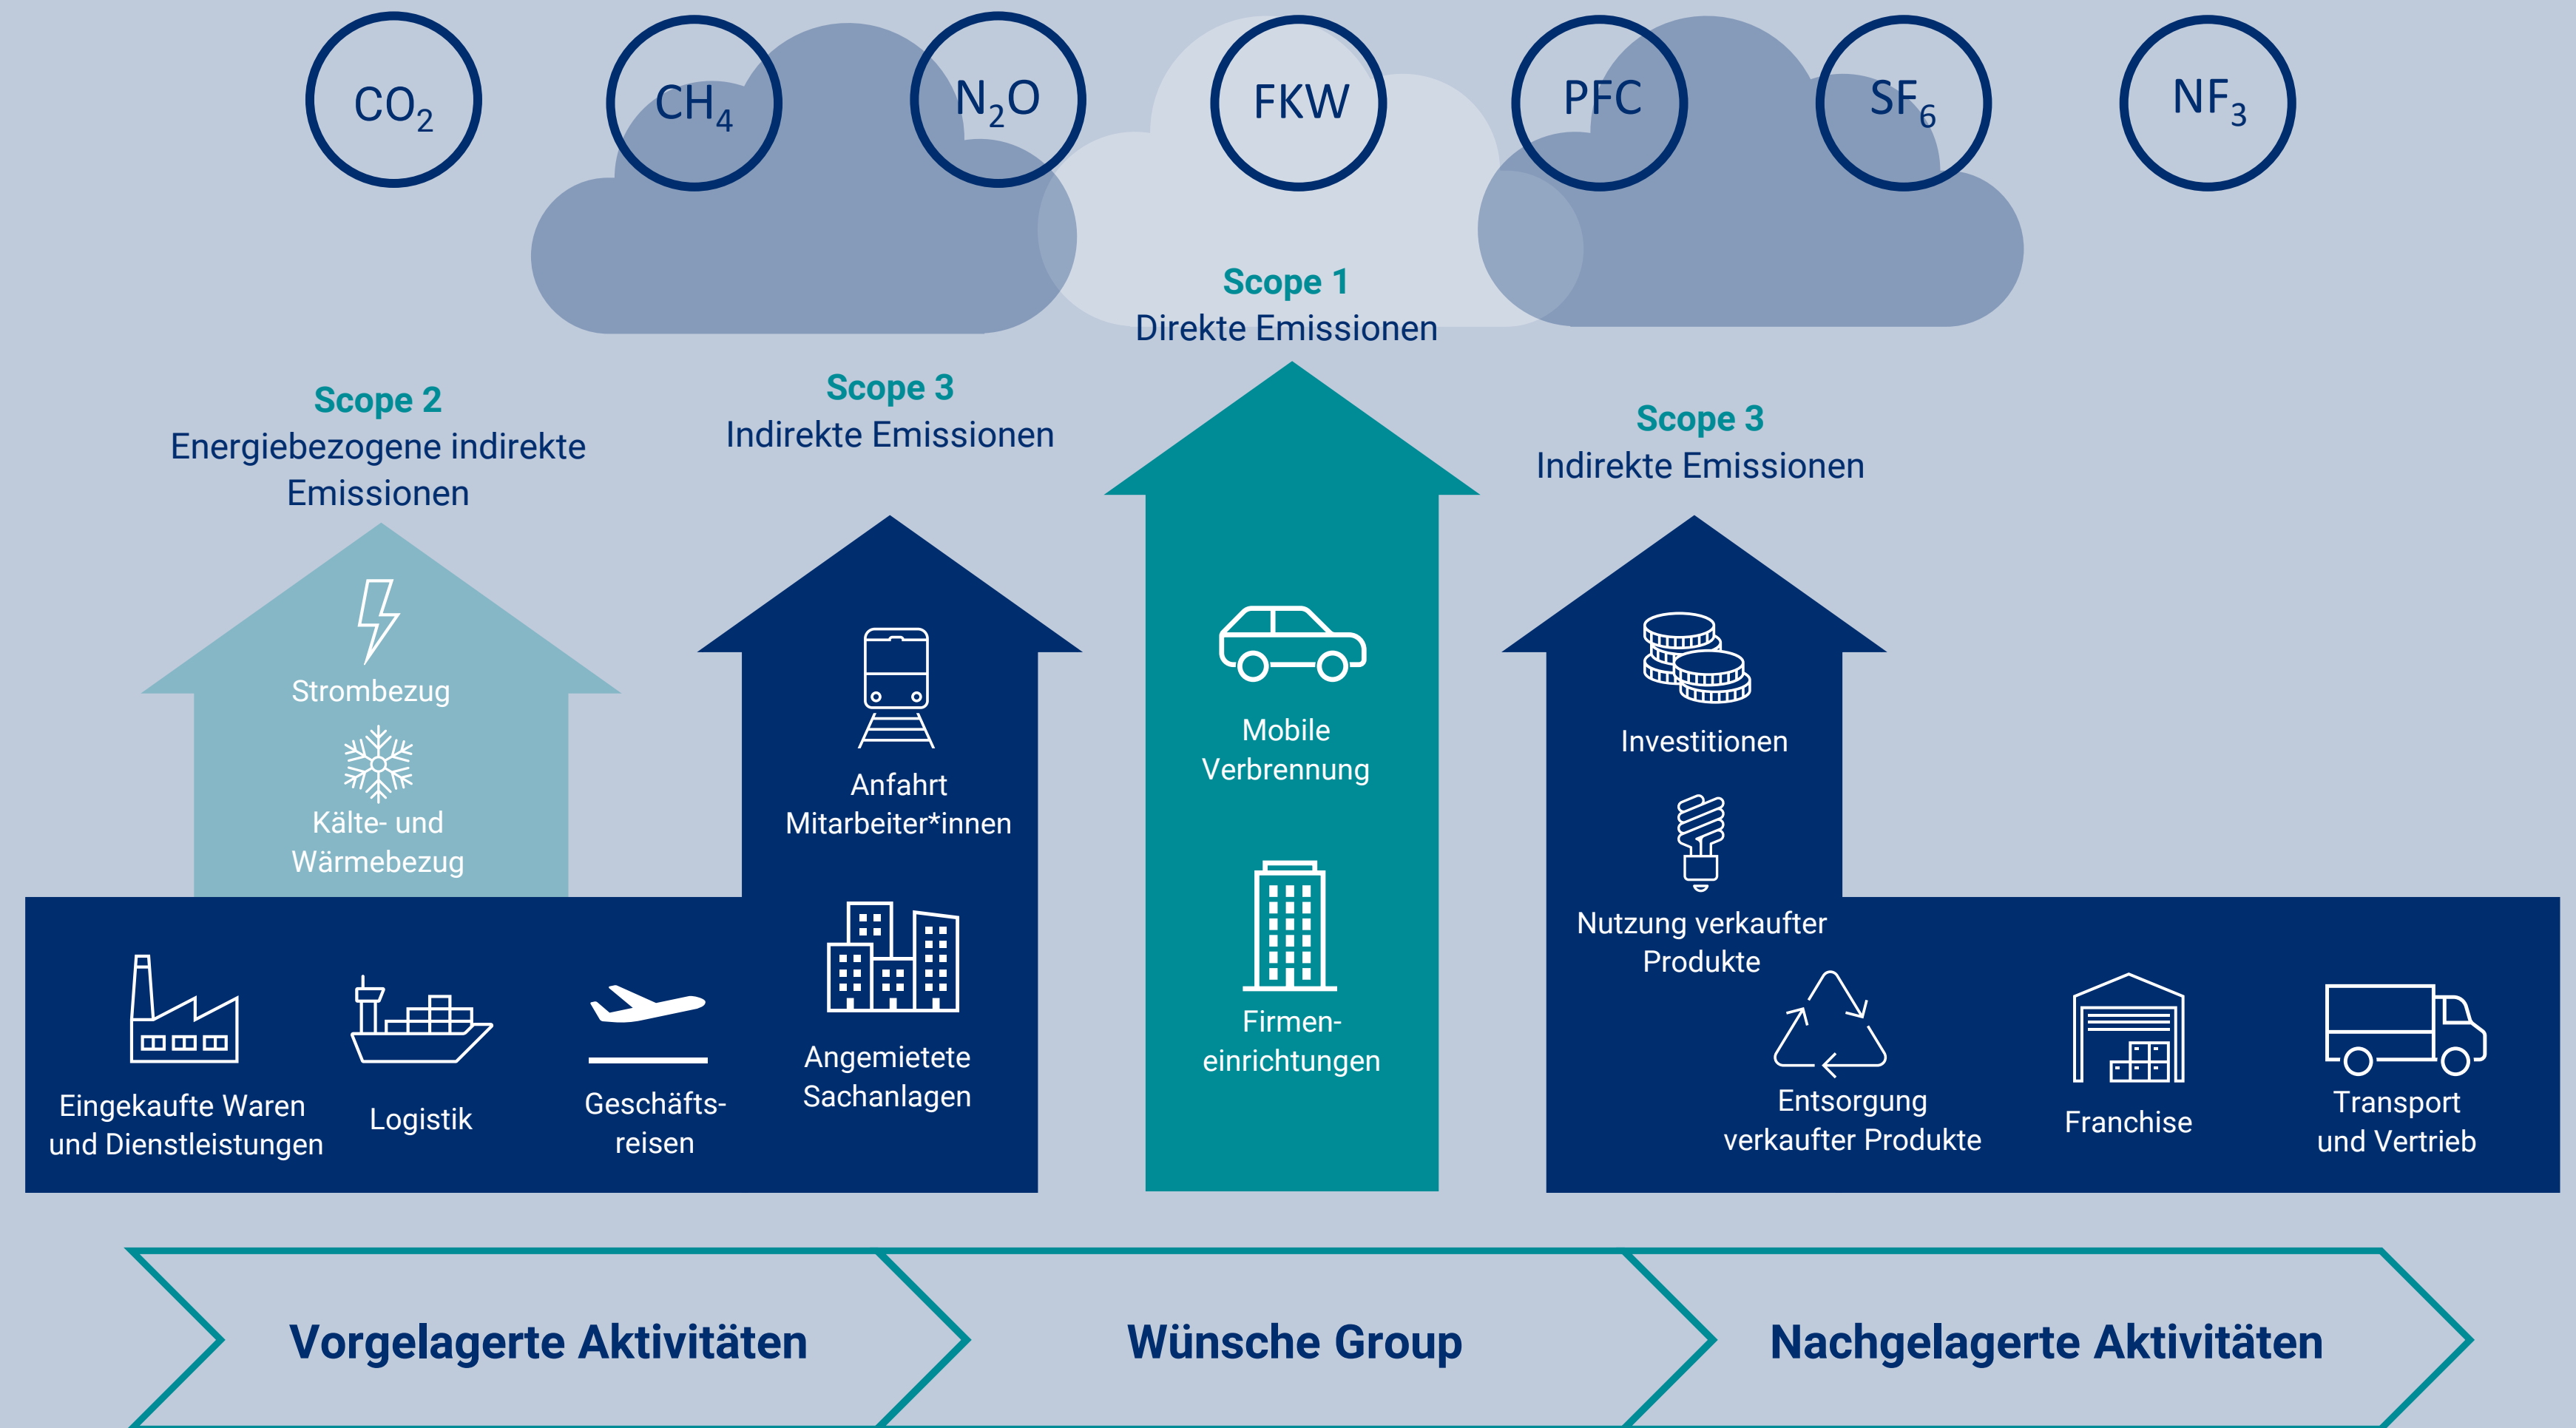 CO₂
CH₄
N₂O
FKW
PFC
SF₆
NF₃
Scope 2
Energiebezogene indirekte
Emissionen
Strombezug
Kälte- und
Wärmebezug
Scope 3
Indirekte Emissionen
Anfahrt
Mitarbeiter*innen
Angemietete
Sachanlagen
Eingekaufte Waren
und Dienstleistungen
Logistik
Geschäfts-
reisen
Scope 1
Direkte Emissionen
Mobile
Verbrennung
Firmen-
einrichtungen
Scope 3
Indirekte Emissionen
Investitionen
Nutzung verkaufter
Produkte
Entsorgung
verkaufter Produkte
Franchise
Transport
und Vertrieb
Vorgelagerte Aktivitäten
Wünsche Group
Nachgelagerte Aktivitäten